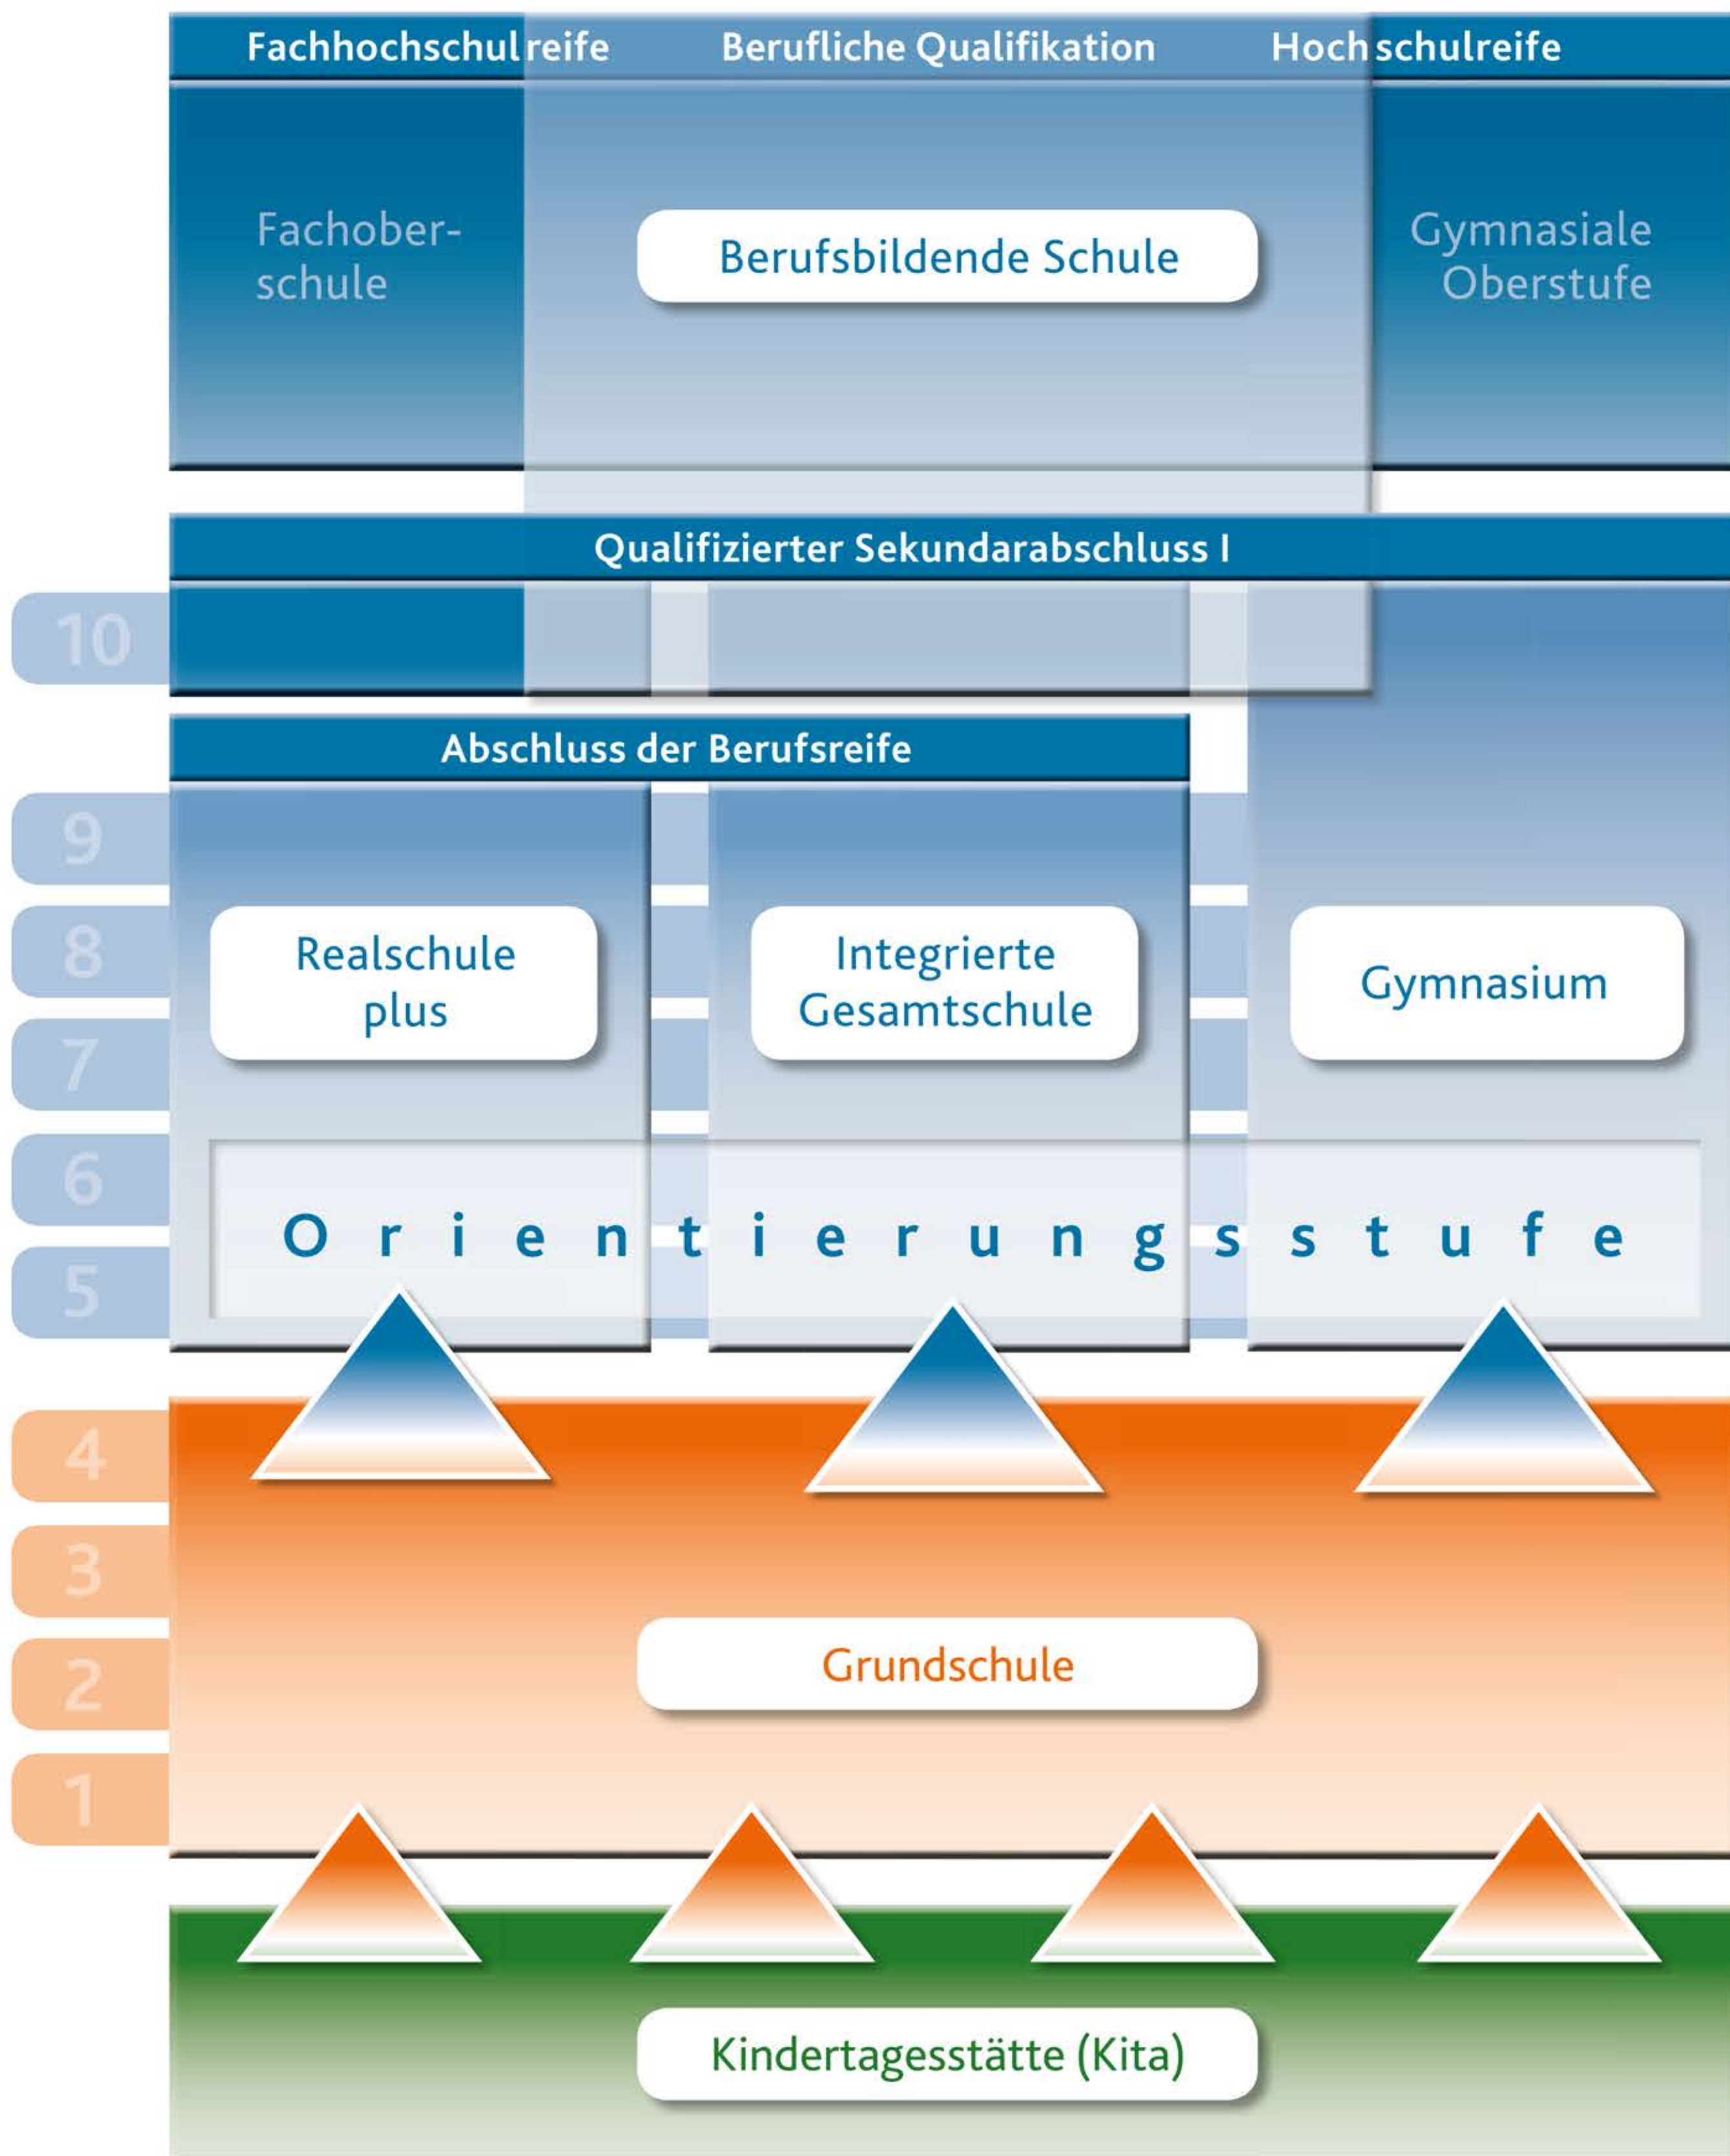 Fachhochschulreife
Berufliche Qualifikation
Hochschulreife
Fachober-
schule
Berufsbildende Schule
Gymnasiale
Oberstufe
Qualifizierter Sekundarabschluss I
10
Abschluss der Berufsreife
9
8
Realschule
plus
Integrierte
Gesamtschule
Gymnasium
7
6
Orientierungsstufe
5
4
3
Grundschule
2
1
Kindertagesstätte (Kita)